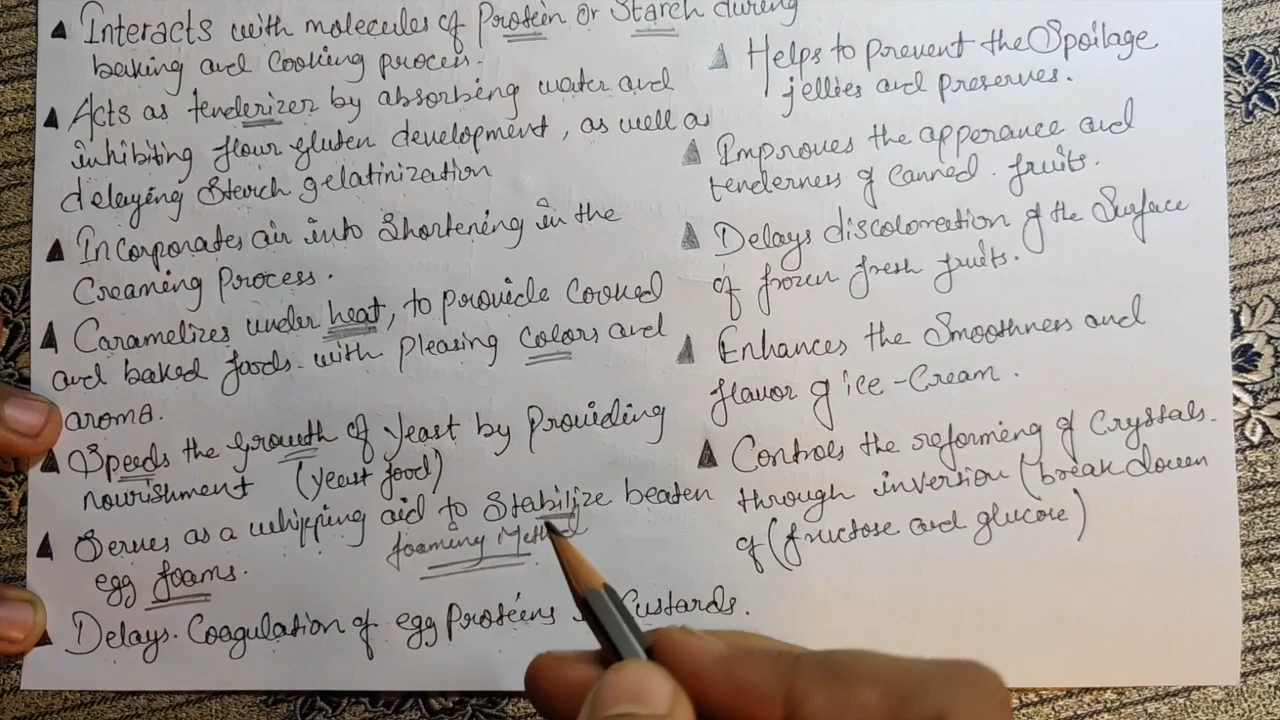 ▲ Interacts with molecules of Protein or Starch during
baking and Cooking process.
▲ Acts as tenderizer by absorbing water and
inhibiting flour gluten development, as well as
delaying Starch gelatinization
▲ Incorporates air into Shortening in the
Creaming Process.
▲ Caramelizes under heat, to provide Cooked
and baked foods. with pleasing Colors and
aroma.
▲ Speeds the growth of yeast by Providing
nourishment (yeast food)
▲ Serves as a whipping aid to Stabilize beaten
foaming
egg foams.
▲ Delays. Coagulation of egg Proteins Custards.
▲ Helps to prevent the Spoilage
jellies and preserves.
▲ Improves the apperance and
tenderness of Canned. fruits.
▲ Delays discoloration of the Surface
of frozen fresh fruits.
▲ Enhances the Smoothness and
flavor of ice-Cream.
▲ Controls the reforming of Crystals.
through inversion (break down
of (fructose and glucose)